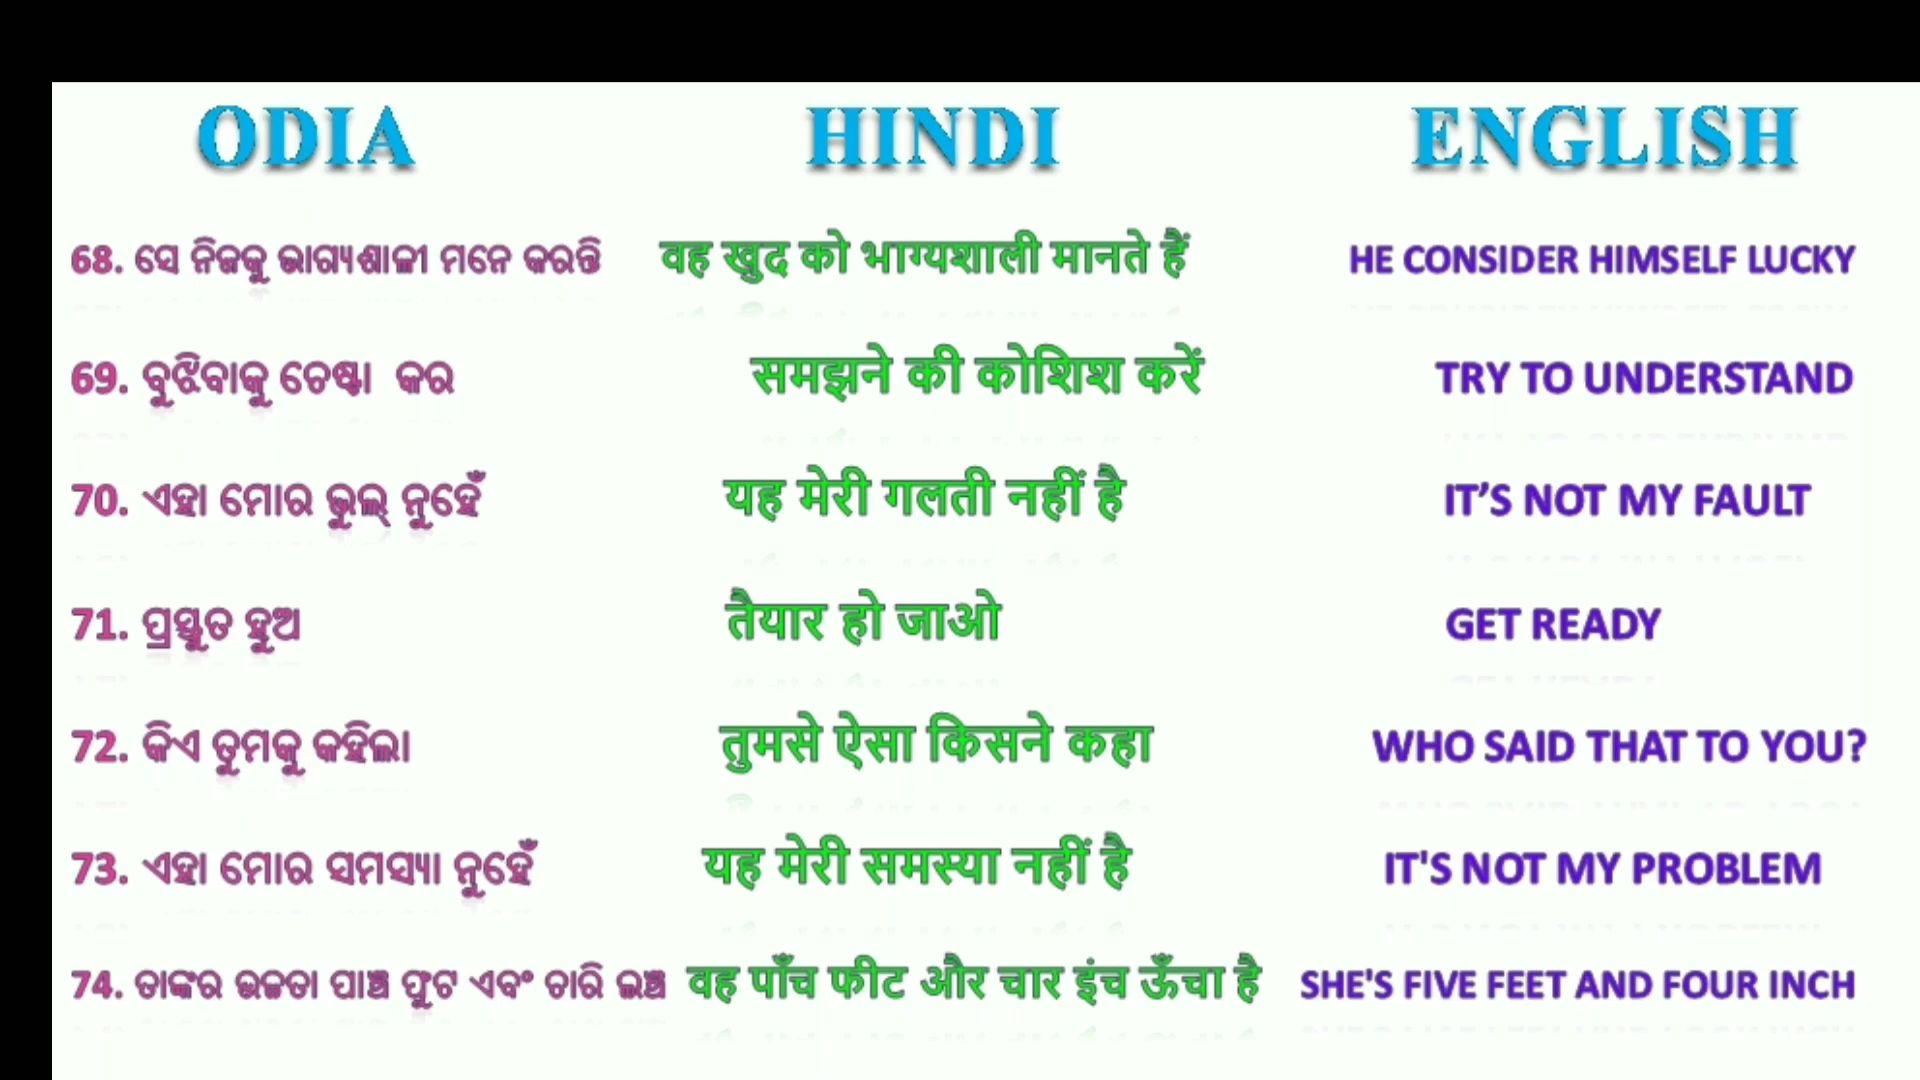 ODIA HINDI ENGLISH
68. ସେ ନିଜକୁ ଭାଗ୍ୟଶାଳୀ ମନେ କରନ୍ତି वह खुद को भाग्यशाली मानते हैं HE CONSIDER HIMSELF LUCKY
69. ବୁଝିବାକୁ ଚେଷ୍ଟା କର समझने की कोशिश करें TRY TO UNDERSTAND
70. ଏହା ମୋର ଭୁଲ୍ ନୁହେଁ यह मेरी गलती नहीं है IT’S NOT MY FAULT
71. ପ୍ରସ୍ତୁତ ହୁଅ तैयार हो जाओ GET READY
72. କିଏ ତୁମକୁ କହିଲା तुमसे ऐसा किसने कहा WHO SAID THAT TO YOU?
73. ଏହା ମୋର ସମସ୍ୟା ନୁହେଁ यह मेरी समस्या नहीं है IT'S NOT MY PROBLEM
74. ତାଙ୍କର ଉଚ୍ଚତା ପାଞ୍ଚ ଫୁଟ ଏବଂ ଚାରି ଇଞ୍ଚ वह पाँच फीट और चार इंच ऊँचा है SHE'S FIVE FEET AND FOUR INCH